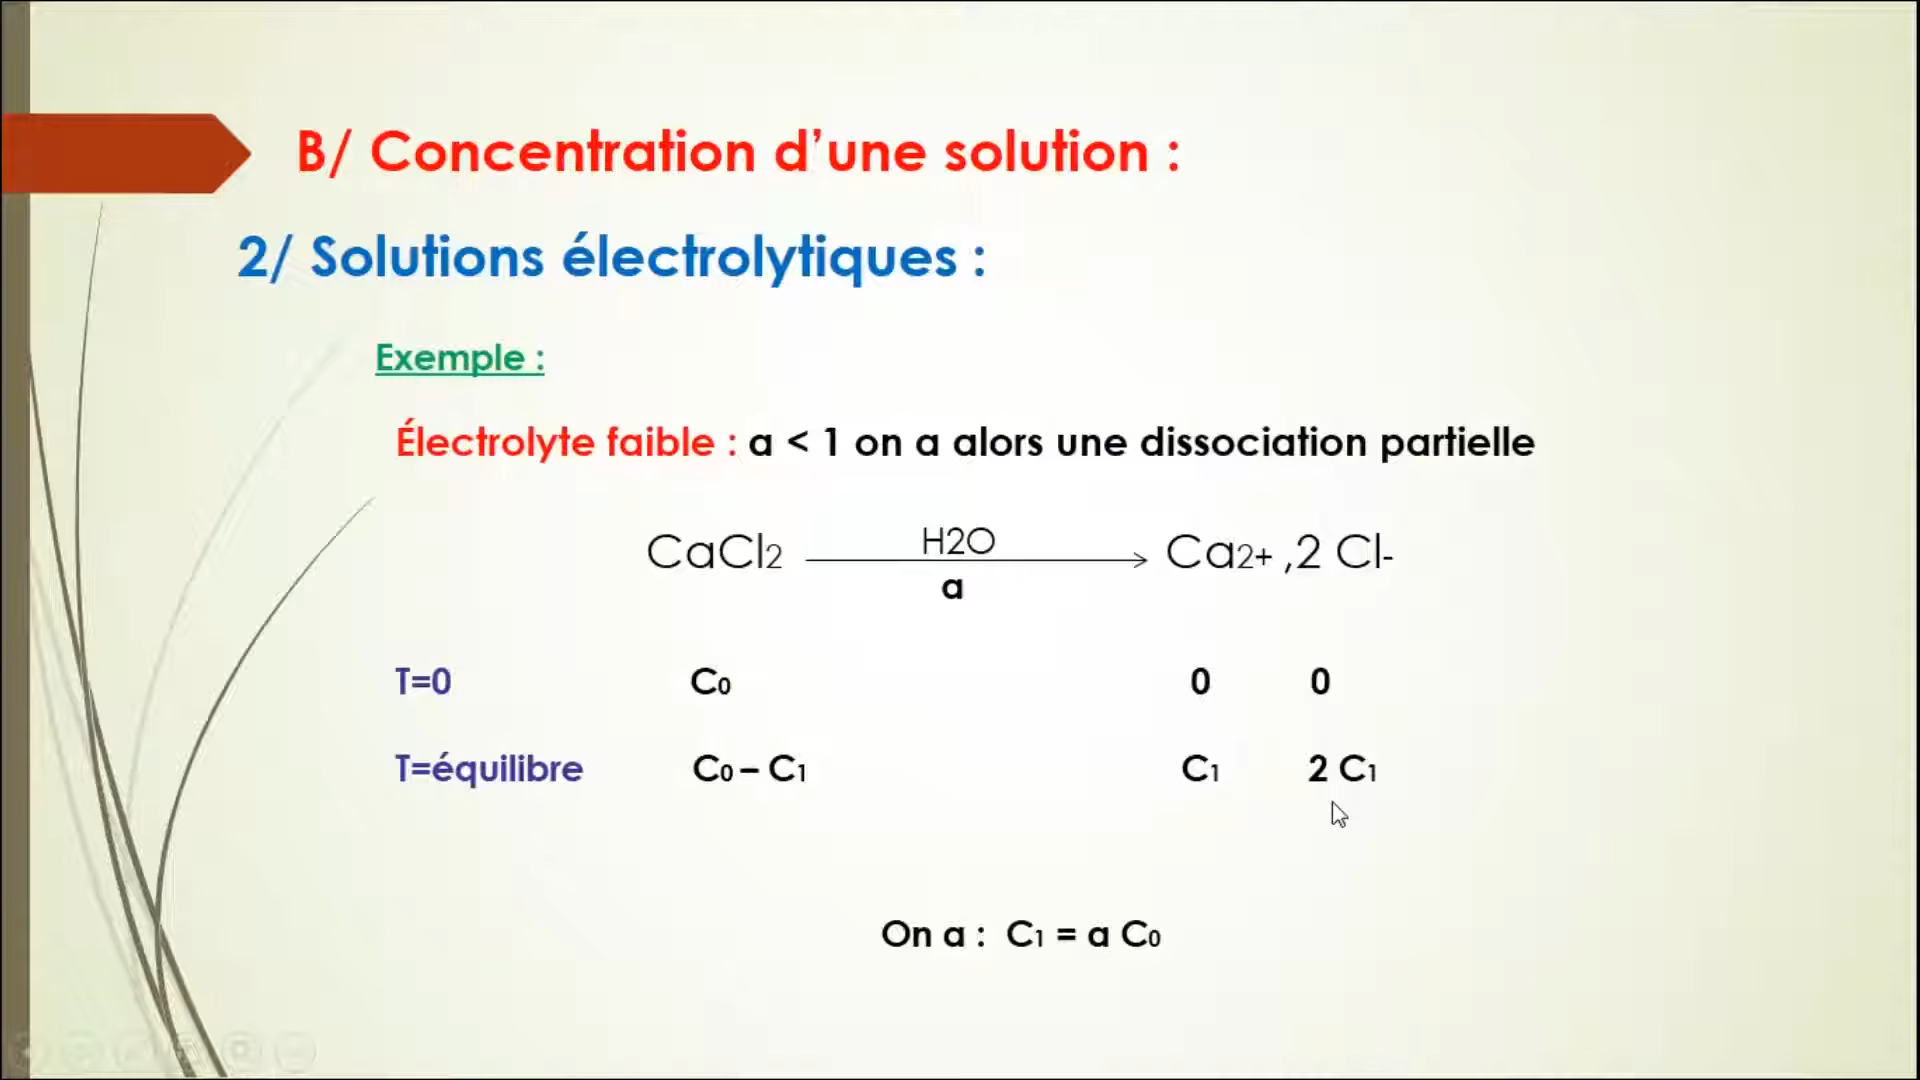 B/ Concentration d’une solution :
2/ Solutions électrolytiques :
Exemple :
Électrolyte faible : a < 1 on a alors une dissociation partielle
H2O
CaCl2 Ca2+ ,2 Cl-
a
T=0 C0 0 0
T=équilibre C0 – C1 C1 2 C1
On a : C1 = a C0